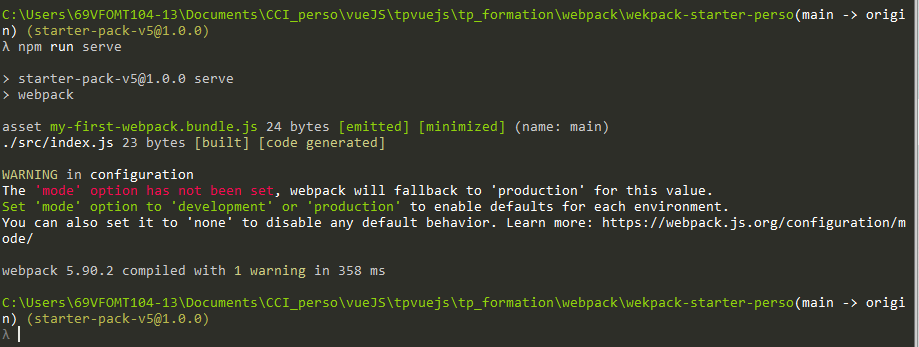 C:\Users\69VFOMT104-13\Documents\CCI_perso\vueJS\tpvuejs\tp_formation\webpack\wekpack-starter-perso(main -> origi
n) (starter-pack-v5@1.0.0)
λ npm run serve
> starter-pack-v5@1.0.0 serve
> webpack
asset my-first-webpack.bundle.js 24 bytes [emitted] [minimized] (name: main)
./src/index.js 23 bytes [built] [code generated]
WARNING in configuration
The 'mode' option has not been set, webpack will fallback to 'production' for this value.
Set 'mode' option to 'development' or 'production' to enable defaults for each environment.
You can also set it to 'none' to disable any default behavior. Learn more: https://webpack.js.org/configuration/m
ode/
webpack 5.90.2 compiled with 1 warning in 358 ms
C:\Users\69VFOMT104-13\Documents\CCI_perso\vueJS\tpvuejs\tp_formation\webpack\wekpack-starter-perso(main -> origi
n) (starter-pack-v5@1.0.0)
λ